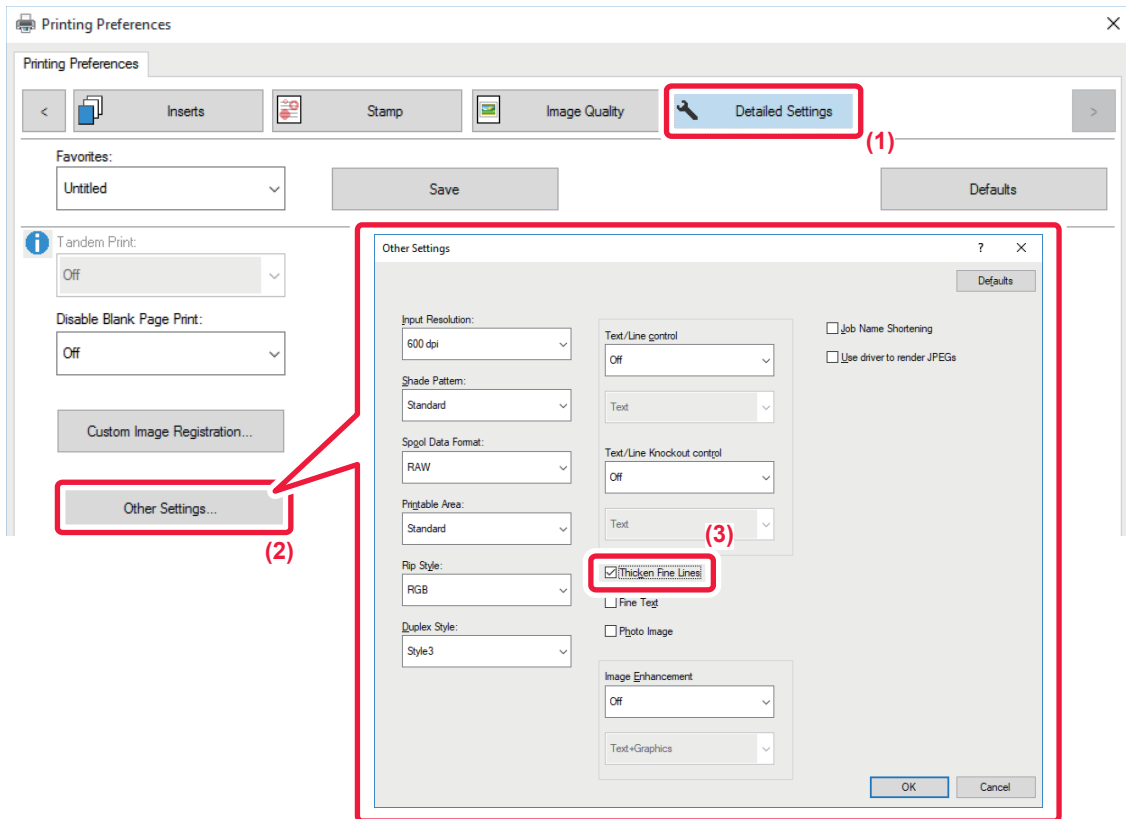 Printing Preferences
Printing Preferences
<
Inserts
Stamp
Image Quality
Detailed Settings
>
(1)
Favorites:
Untitled
Save
Defaults
Tandem Print:
Off
Disable Blank Page Print:
Off
Custom Image Registration...
Other Settings...
(2)
Other Settings
?
Defaults
Input Resolution:
600 dpi
Shade Pattern:
Standard
Spool Data Format:
RAW
Printable Area:
Standard
Rip Style:
RGB
Duplex Style:
Style3
Text/Line control
Off
Text
Text/Line Knockout control
Off
Text
(3)
Thicken Fine Lines
Fine Text
Photo Image
Image Enhancement
Off
Text+Graphics
Job Name Shortening
Use driver to render JPEGs
OK
Cancel